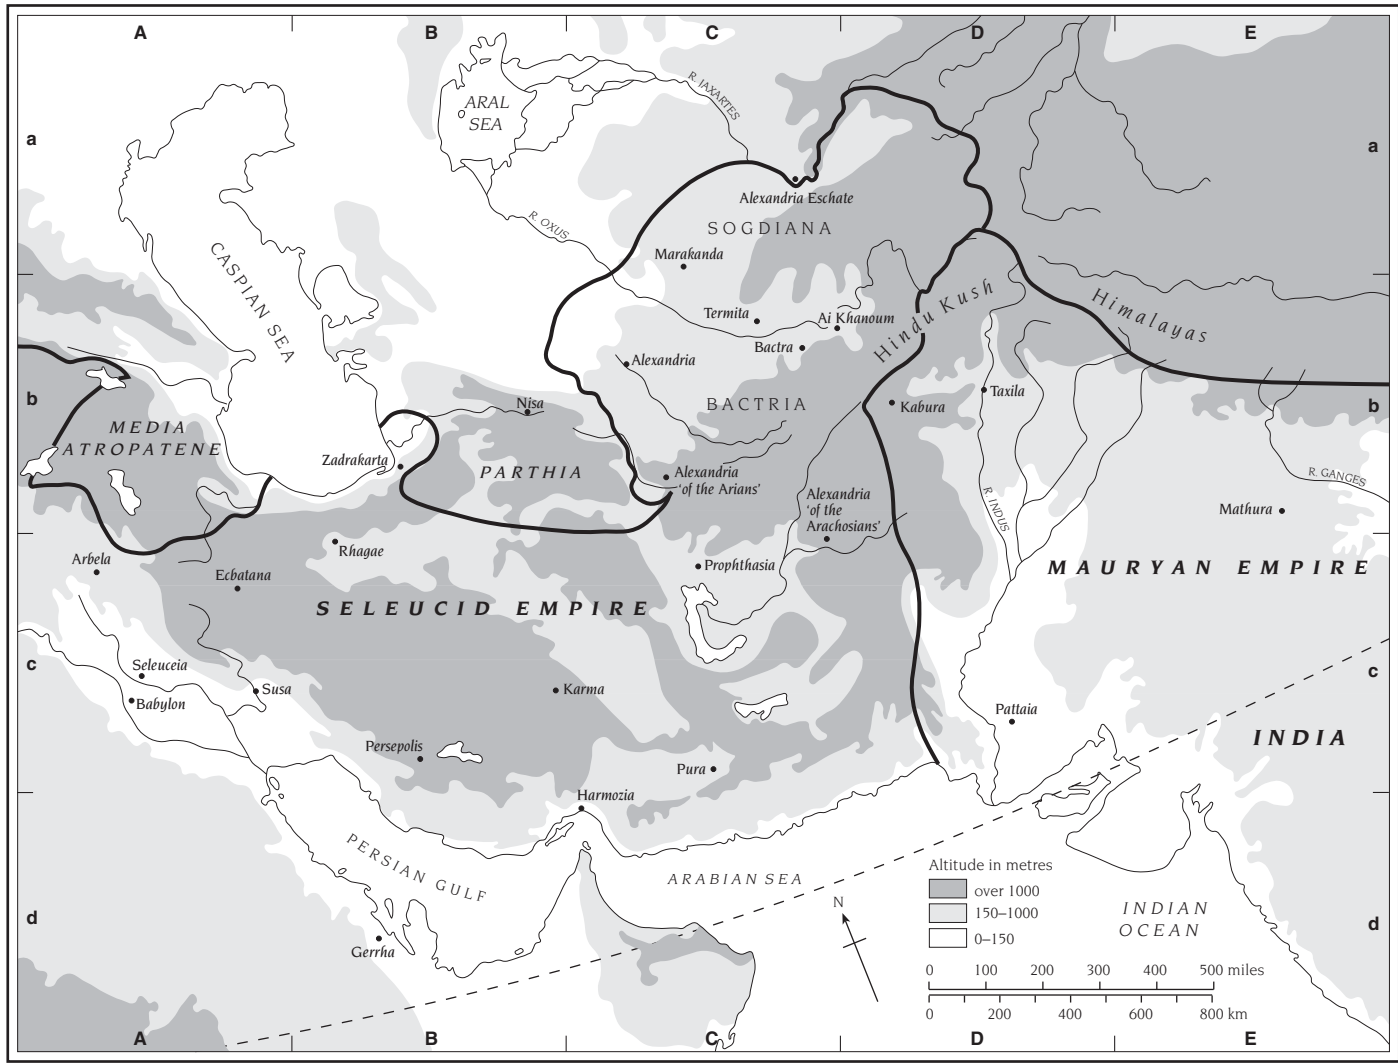 A B C D E
a
a
ARAL
SEA
R. IAXARTES
Alexandria Eschate
SOGDIANA
R. OXUS
Marakanda
CASPIAN SEA
Termita
Ai Khanoum
Hindu Kush
Himalayas
Bactra
Alexandria
b
b
BACTRIA
Nisa
Kabura
Taxila
MEDIA
ATROPATENE
Zadrakarta
PARTHIA
Alexandria
'of the Arians'
Alexandria
'of the
Arachosians'
R. INDUS
R. GANGES
Mathura
Rhagae
Arbela
Ecbatana
Prophthasia
MAURYAN EMPIRE
SELEUCID EMPIRE
c
c
Seleuceia
Babylon
Susa
Karma
Pattaia
INDIA
Persepolis
Pura
Harmozia
PERSIAN GULF
ARABIAN SEA
Altitude in metres
over 1000
150–1000
0–150
N
INDIAN
OCEAN
d
d
Gerrha
0 100 200 300 400 500 miles
0 200 400 600 800 km
A B C D E